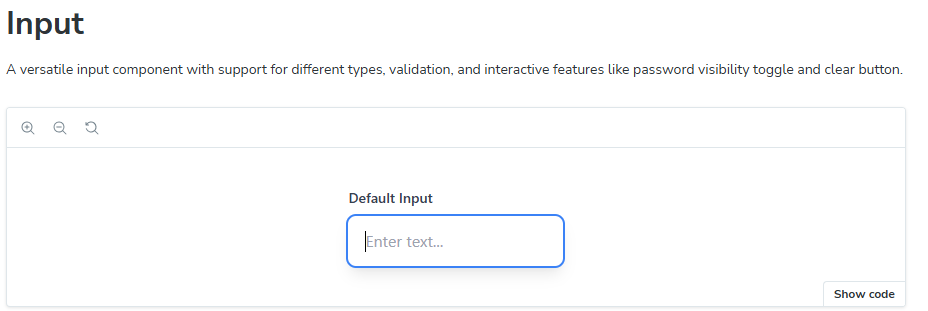 Input
A versatile input component with support for different types, validation, and interactive features like password visibility toggle and clear button.
Default Input
Enter text...
Show code